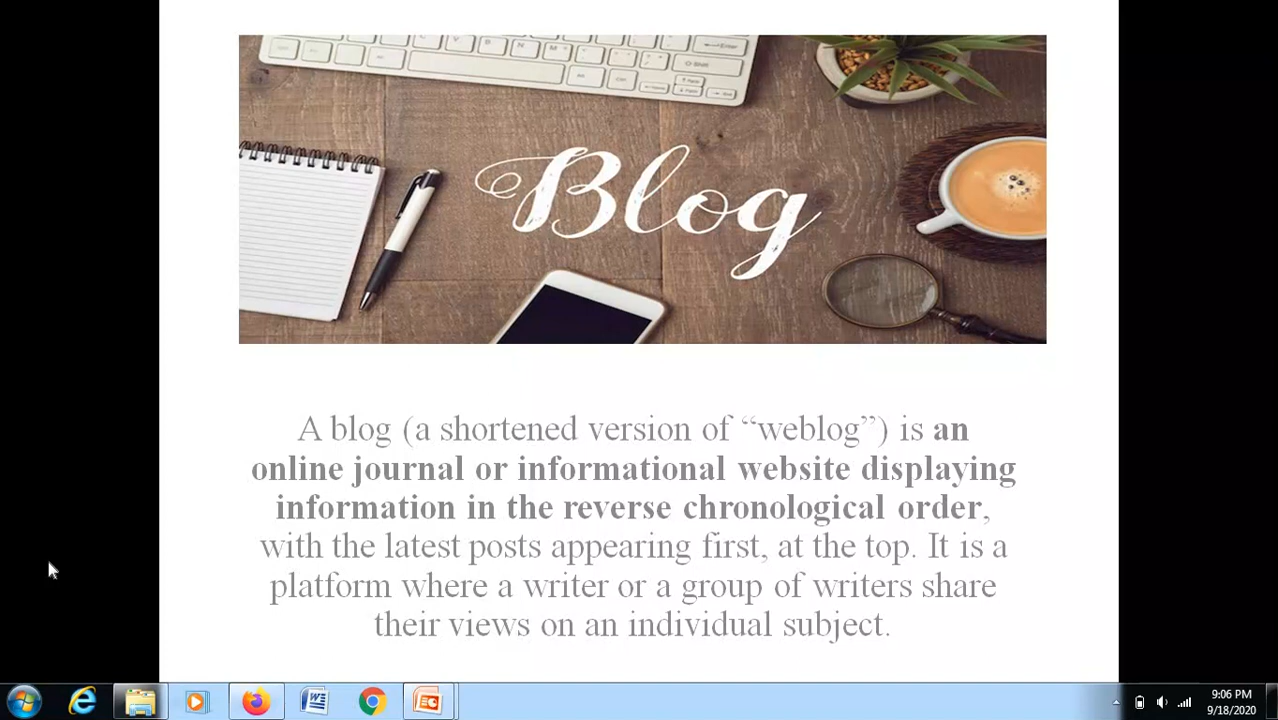 Blog
A blog (a shortened version of “weblog”) is an
online journal or informational website displaying
information in the reverse chronological order,
with the latest posts appearing first, at the top. It is a
platform where a writer or a group of writers share
their views on an individual subject.
9:06 PM
9/18/2020